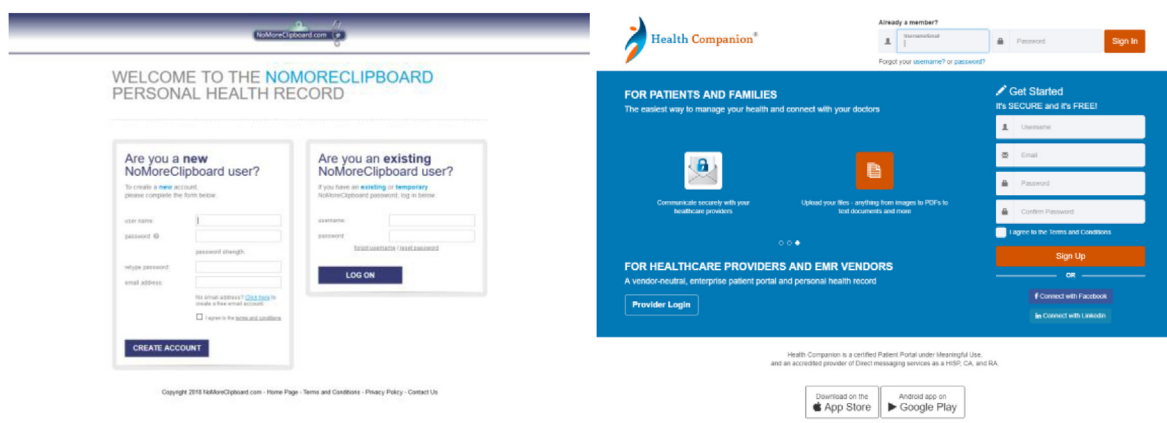 NoMoreClipboard.com
WELCOME TO THE NOMORECLIPBOARD
PERSONAL HEALTH RECORD
Are you a new
NoMoreClipboard user?
To create a new account,
please complete the form below.
user name:
password
password strength:
retype password:
email address:
No email address? Click here to
create a free email account.
I agree to the terms and conditions
CREATE ACCOUNT
Are you an existing
NoMoreClipboard user?
If you have an existing or temporary
NoMoreClipboard password, log in below.
username:
password:
forgot username / reset password
LOG ON
Copyright 2018 NoMoreClipboard.com - Home Page - Terms and Conditions - Privacy Policy - Contact Us
Health Companion®
Already a member?
Username/Email
Password
Sign In
Forgot your username? or password?
FOR PATIENTS AND FAMILIES
The easiest way to manage your health and connect with your doctors
Communicate securely with your
healthcare providers
Upload your files - anything from images to PDFs to
text documents and more
FOR HEALTHCARE PROVIDERS AND EMR VENDORS
A vendor-neutral, enterprise patient portal and personal health record
Provider Login
Get Started
It's SECURE and it's FREE!
Username
Email
Password
Confirm Password
I agree to the Terms and Conditions
Sign Up
OR
f Connect with Facebook
in Connect with Linkedin
Health Companion is a certified Patient Portal under Meaningful Use,
and an accredited provider of Direct messaging services as a HISP, CA, and RA.
Download on the
App Store
Android app on
Google Play